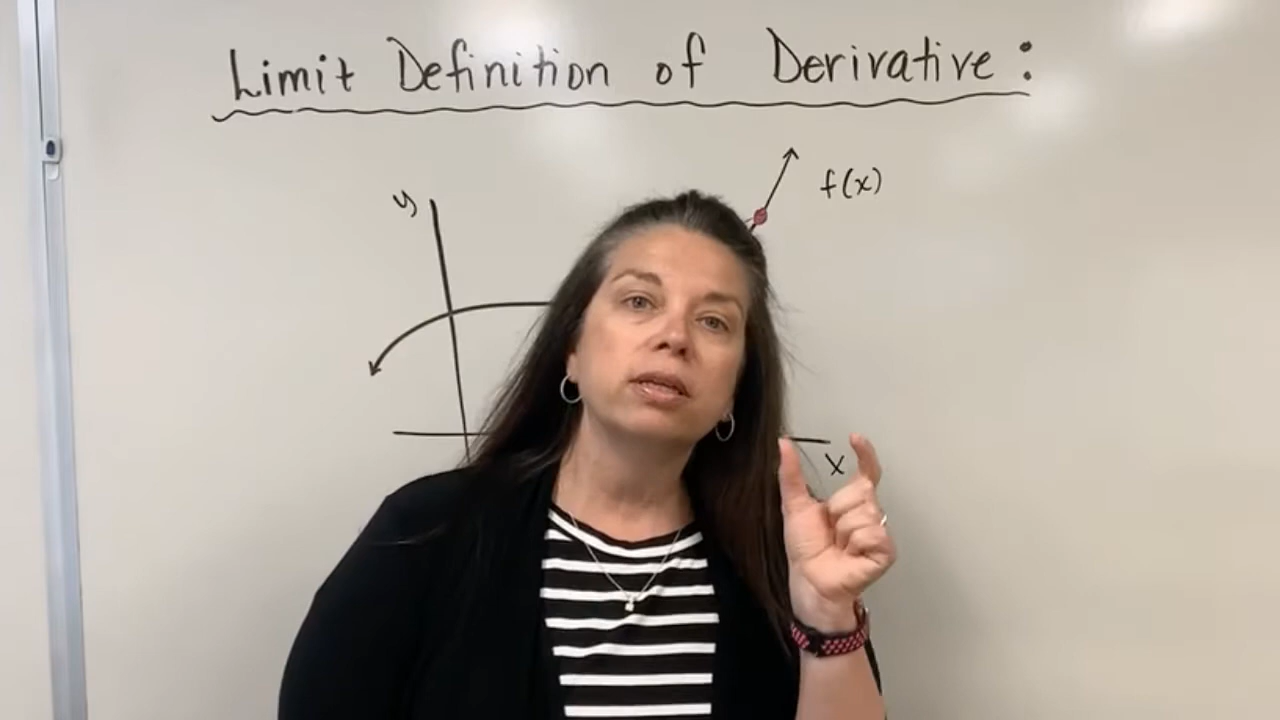 Limit Definition of Derivative:
f(x)
y
x